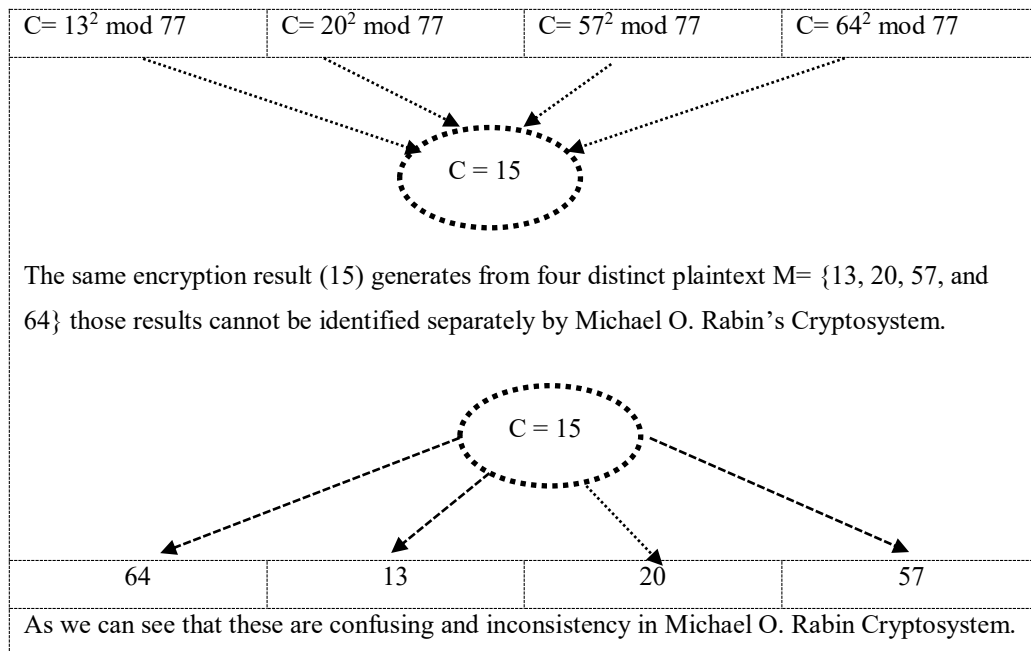 C= 13² mod 77 C= 20² mod 77 C= 57² mod 77 C= 64² mod 77
C = 15
The same encryption result (15) generates from four distinct plaintext M= {13, 20, 57, and
64} those results cannot be identified separately by Michael O. Rabin’s Cryptosystem.
C = 15
64 13 20 57
As we can see that these are confusing and inconsistency in Michael O. Rabin Cryptosystem.